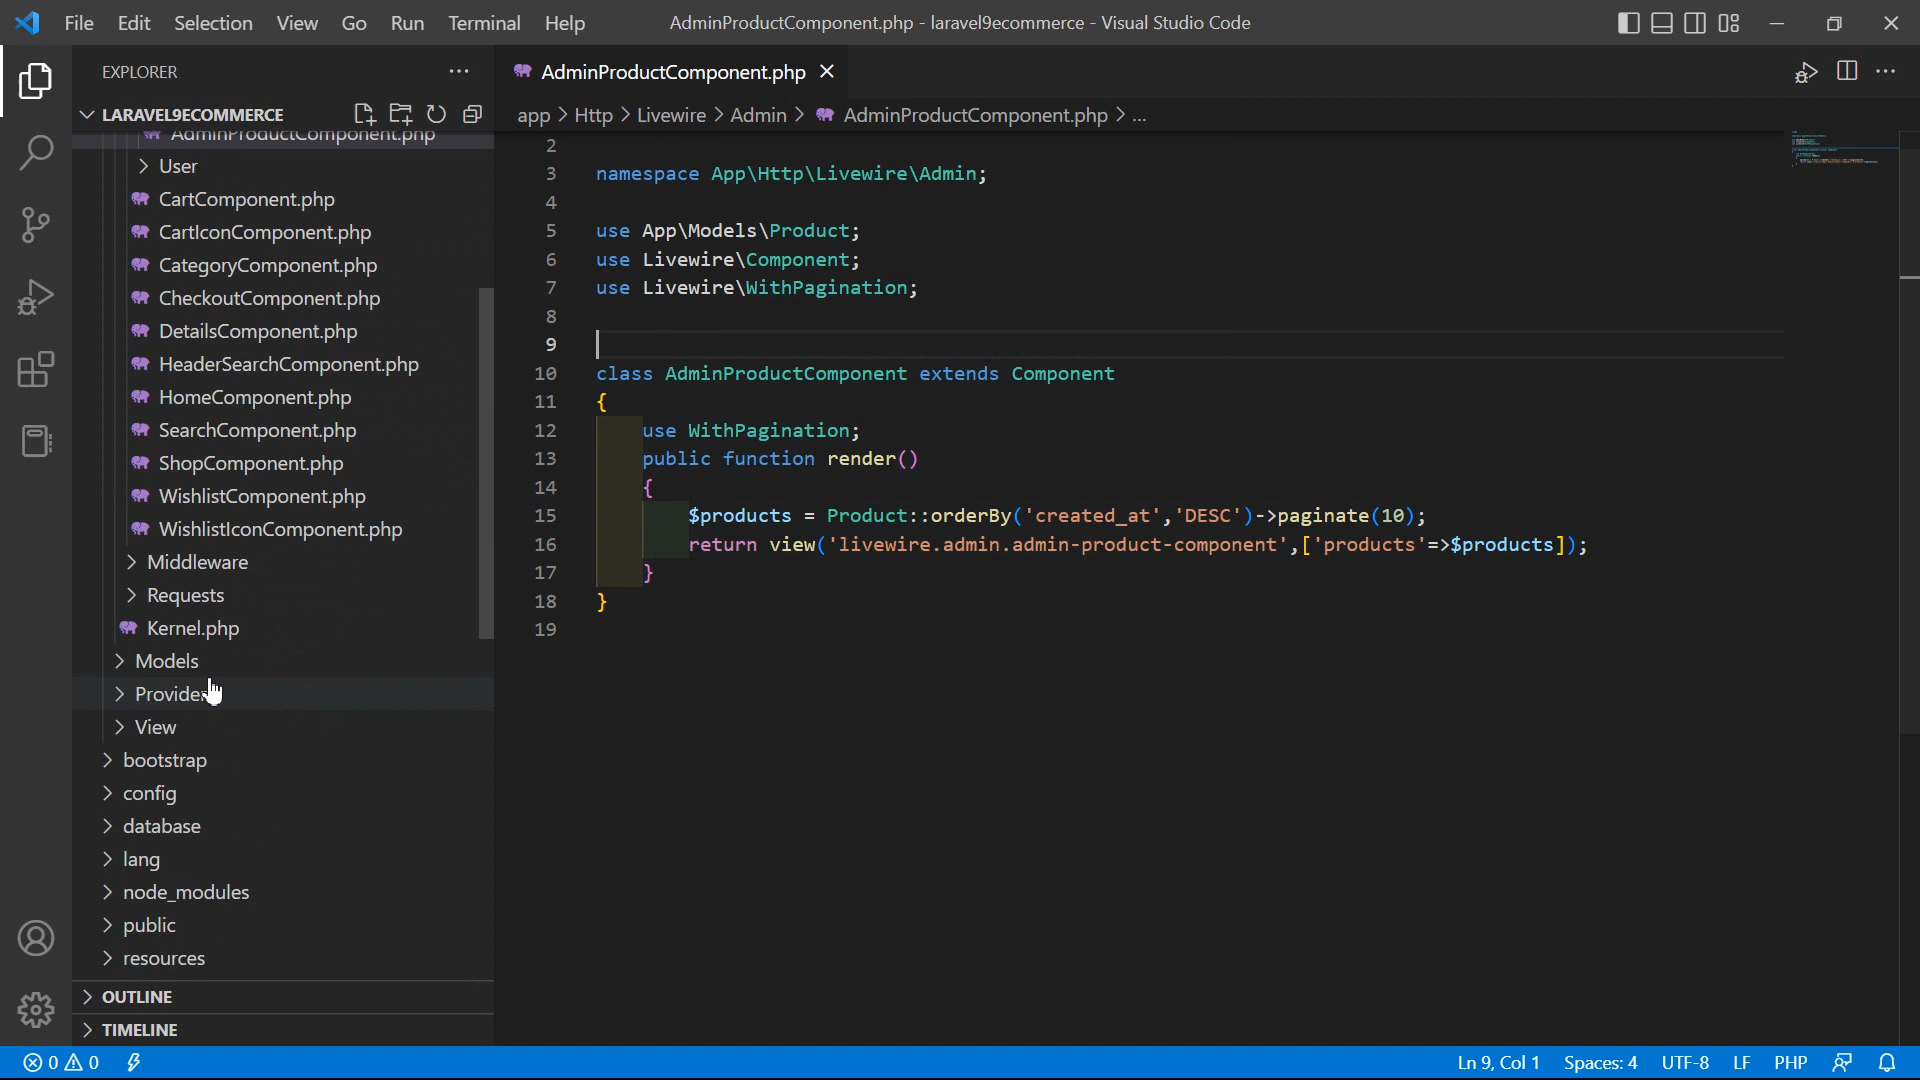 File Edit Selection View Go Run Terminal Help
AdminProductComponent.php - laravel9ecommerce - Visual Studio Code
EXPLORER
LARAVEL9ECOMMERCE
AdminProductComponent.php
User
CartComponent.php
CartIconComponent.php
CategoryComponent.php
CheckoutComponent.php
DetailsComponent.php
HeaderSearchComponent.php
HomeComponent.php
SearchComponent.php
ShopComponent.php
WishlistComponent.php
WishlistIconComponent.php
Middleware
Requests
Kernel.php
Models
View
bootstrap
config
database
lang
node_modules
public
resources
OUTLINE
TIMELINE
AdminProductComponent.php
app > Http > Livewire > Admin > AdminProductComponent.php > ...
2
3 namespace App\Http\Livewire\Admin;
4
5 use App\Models\Product;
6 use Livewire\Component;
7 use Livewire\WithPagination;
8
9
10 class AdminProductComponent extends Component
11 {
12 use WithPagination;
13 public function render()
14 {
15 $products = Product::orderBy('created_at','DESC')->paginate(10);
16 return view('livewire.admin.admin-product-component',['products'=>$products]);
17 }
18 }
19
0 0
Ln 9, Col 1 Spaces: 4 UTF-8 LF PHP